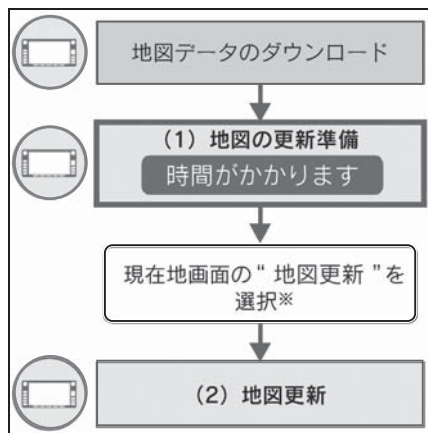 地図データのダウンロード
(1) 地図の更新準備
時間がかかります
現在地画面の“ 地図更新 ”を
選択※
(2) 地図更新